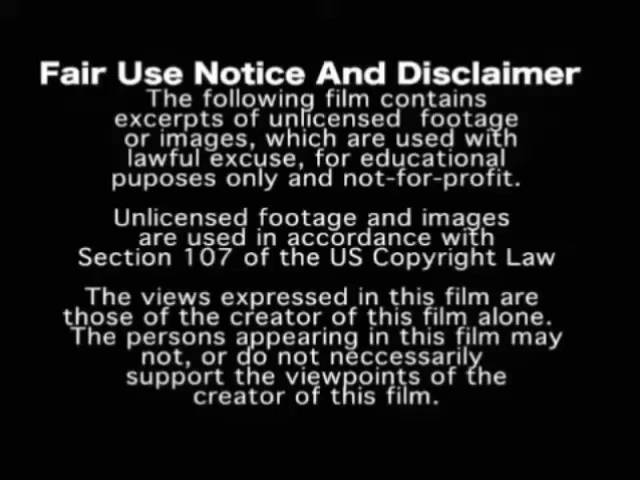 Fair Use Notice And Disclaimer
The following film contains
excerpts of unlicensed footage
or images, which are used with
lawful excuse, for educational
puposes only and not-for-profit.
Unlicensed footage and images
are used in accordance with
Section 107 of the US Copyright Law
The views expressed in this film are
those of the creator of this film alone.
The persons appearing in this film may
not, or do not neccessarily
support the viewpoints of the
creator of this film.